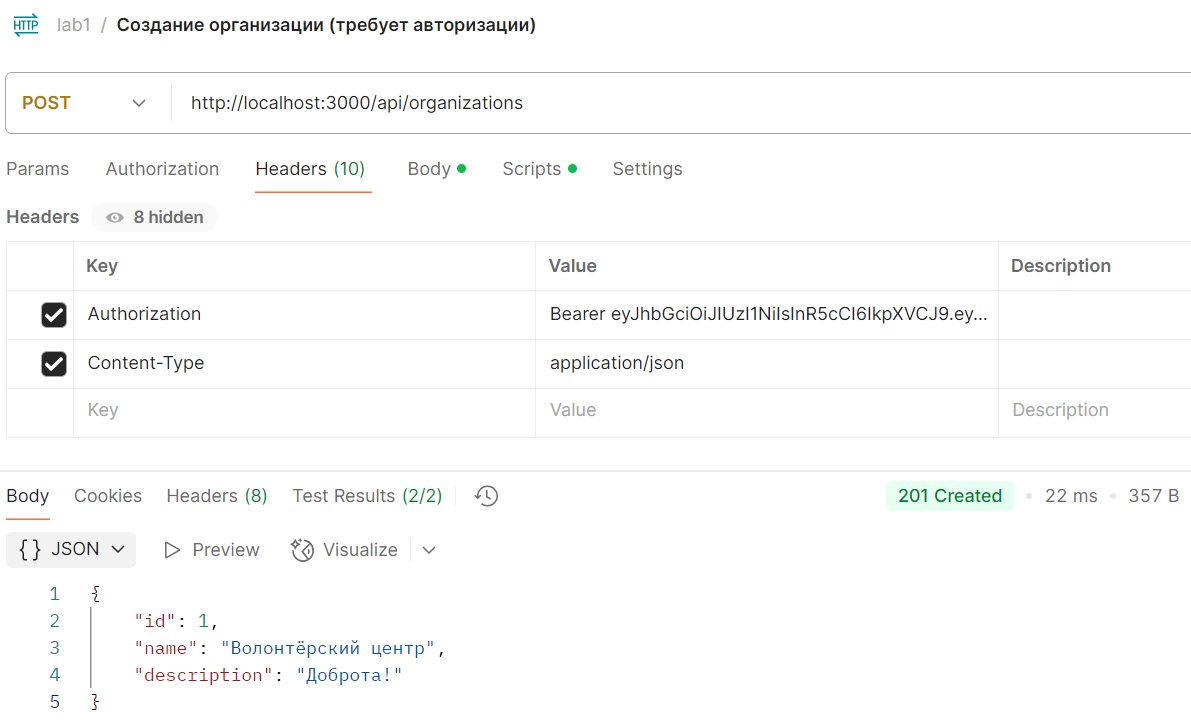 HTTP lab1 / Создание организации (требует авторизации)
POST http://localhost:3000/api/organizations
Params Authorization Headers (10) Body Scripts Settings
Headers 8 hidden
Key Value Description
Authorization Bearer eyJhbGciOiJIUzI1NiIsInR5cCI6IkpXVCJ9.ey...
Content-Type application/json
Key Value Description
Body Cookies Headers (8) Test Results (2/2) 201 Created • 22 ms • 357 B
{} JSON Preview Visualize
1 {
2 "id": 1,
3 "name": "Волонтёрский центр",
4 "description": "Доброта!"
5 }